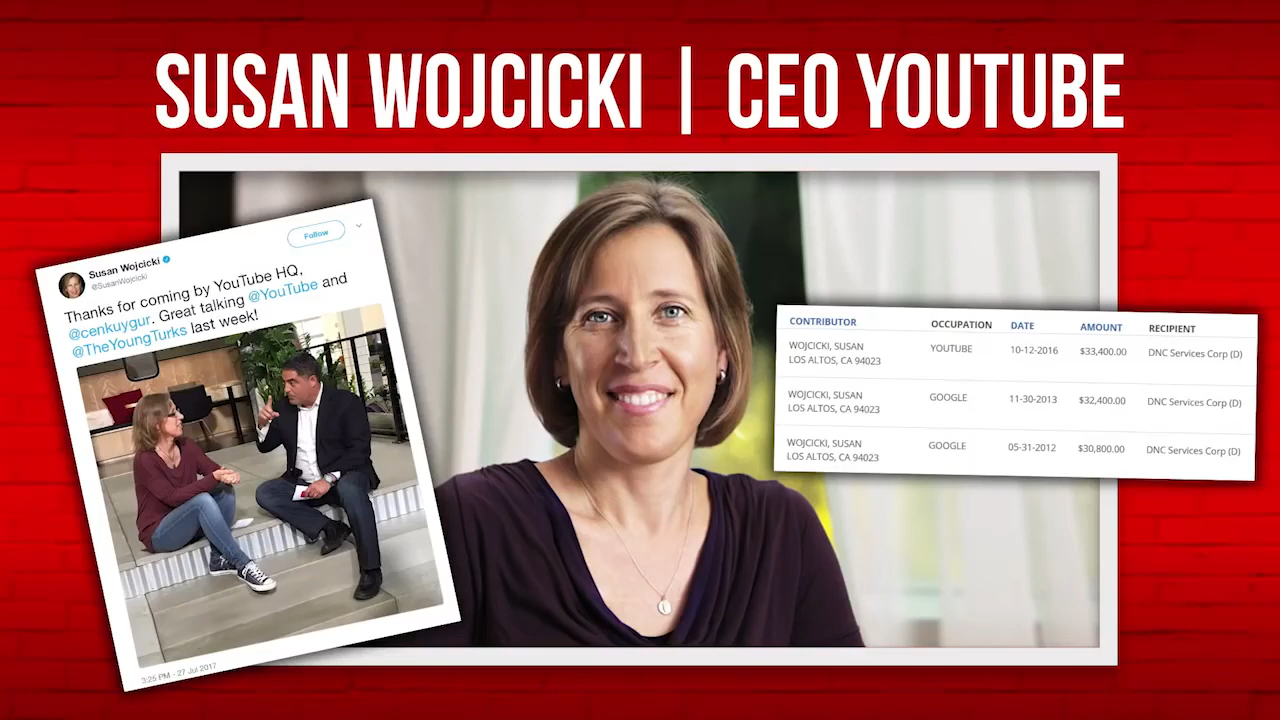 SUSAN WOJCICKI | CEO YOUTUBE
Susan Wojcicki
@SusanWojcicki
Follow
Thanks for coming by YouTube HQ,
@cenkuygur. Great talking @YouTube and
@TheYoungTurks last week!
3:25 PM - 27 Jul 2017
CONTRIBUTOR OCCUPATION DATE AMOUNT RECIPIENT
WOJCICKI, SUSAN YOUTUBE 10-12-2016 $33,400.00 DNC Services Corp (D)
LOS ALTOS, CA 94023
WOJCICKI, SUSAN GOOGLE 11-30-2013 $32,400.00 DNC Services Corp (D)
LOS ALTOS, CA 94023
WOJCICKI, SUSAN GOOGLE 05-31-2012 $30,800.00 DNC Services Corp (D)
LOS ALTOS, CA 94023